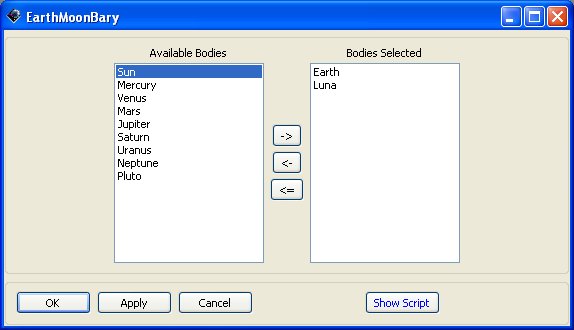 EarthMoonBary
Available Bodies
Bodies Selected
Sun
Mercury
Venus
Mars
Jupiter
Saturn
Uranus
Neptune
Pluto
Earth
Luna
->
<-
<=
OK
Apply
Cancel
Show Script